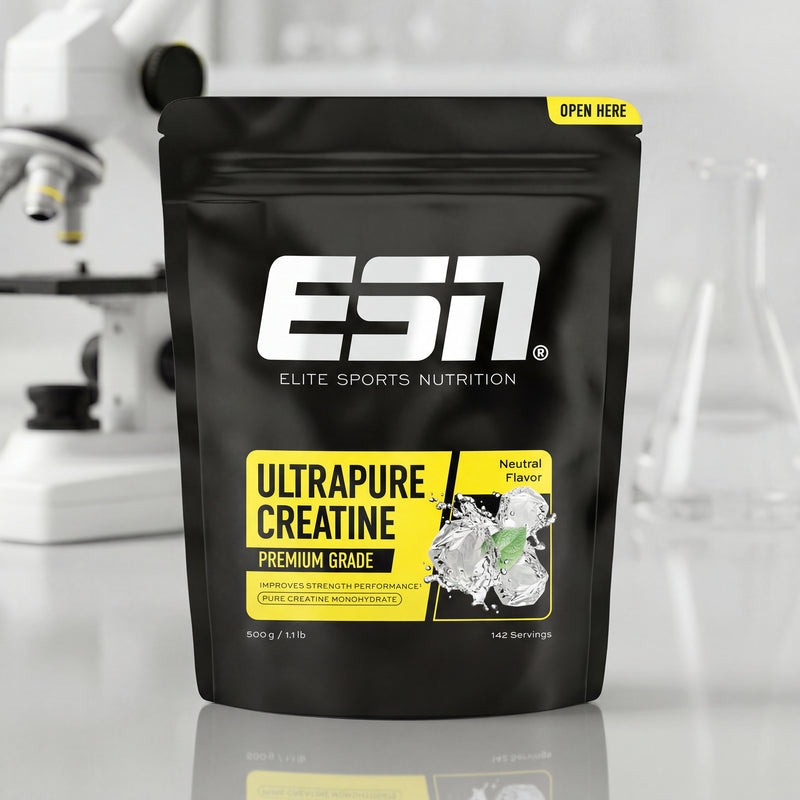 OPEN HERE
ESN®
ELITE SPORTS NUTRITION
ULTRAPURE
CREATINE
PREMIUM GRADE
IMPROVES STRENGTH PERFORMANCE¹
PURE CREATINE MONOHYDRATE
Neutral
Flavor
500 g / 1.1 lb
142 Servings